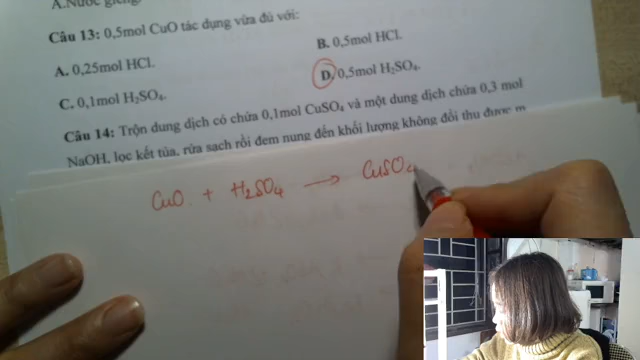 A.Nước giếng
Câu 13: 0,5mol CuO tác dụng vừa đủ với:
A. 0,25mol HCl.
B. 0,5mol HCl.
C. 0,1mol H₂SO₄.
D. 0,5mol H₂SO₄.
Câu 14: Trộn dung dịch có chứa 0,1mol CuSO₄ và một dung dịch chứa 0,3 mol
NaOH, lọc kết tủa, rửa sạch rồi đem nung đến khối lượng không đổi thu được m
CuO + H₂SO₄ → CuSO₄